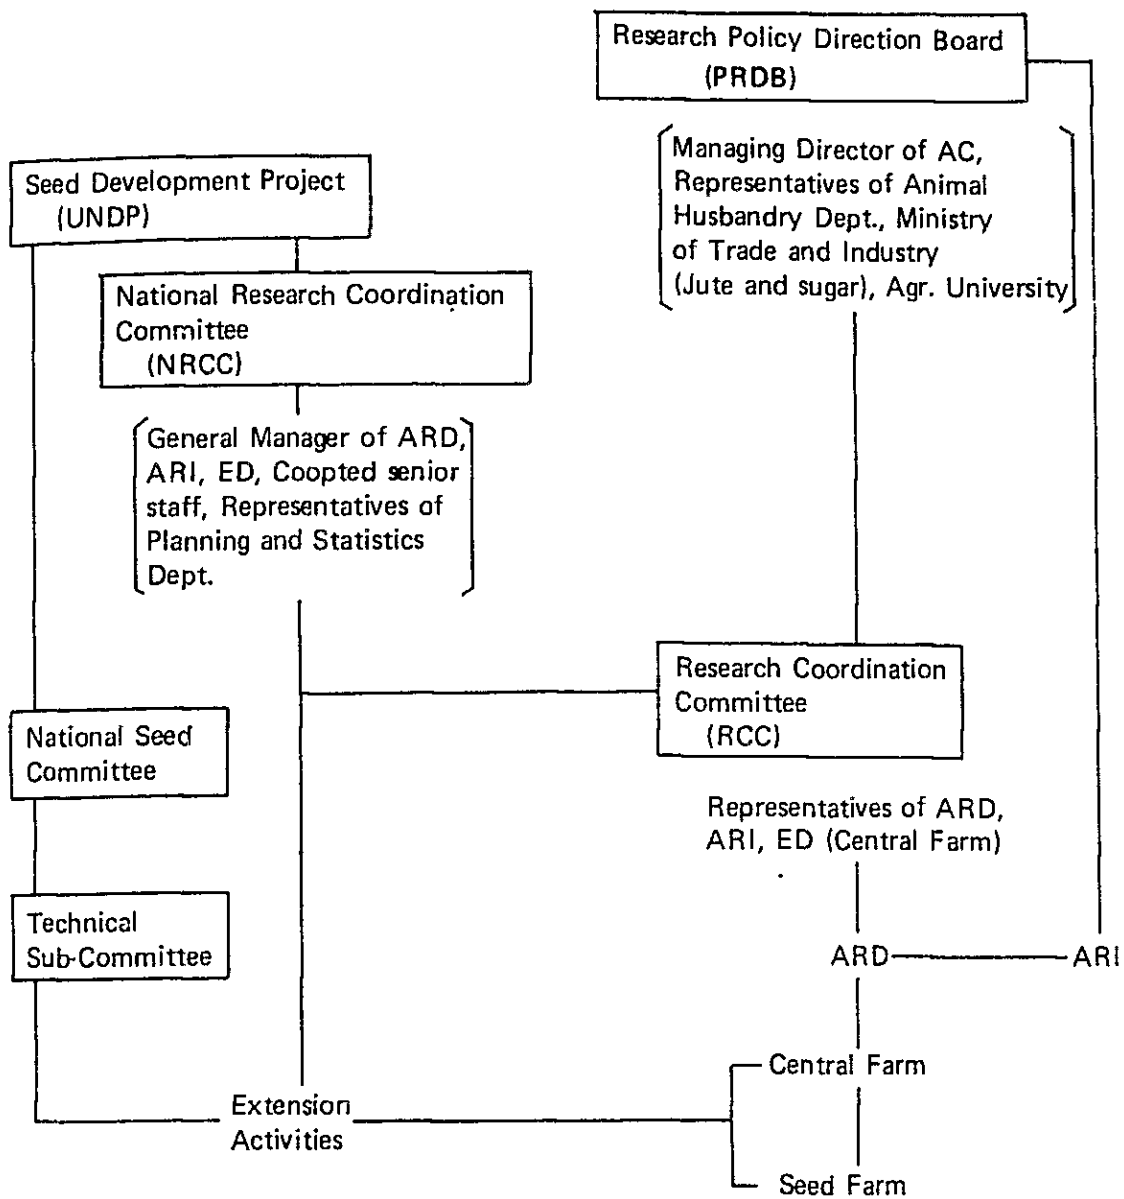 Research Policy Direction Board
(PRDB)
Managing Director of AC,
Representatives of Animal
Husbandry Dept., Ministry
of Trade and Industry
(Jute and sugar), Agr. University
Seed Development Project
(UNDP)
National Research Coordination
Committee
(NRCC)
General Manager of ARD,
ARI, ED, Coopted senior
staff, Representatives of
Planning and Statistics
Dept.
Research Coordination
Committee
(RCC)
National Seed
Committee
Representatives of ARD,
ARI, ED (Central Farm)
Technical
Sub-Committee
ARD
ARI
Central Farm
Extension
Activities
Seed Farm